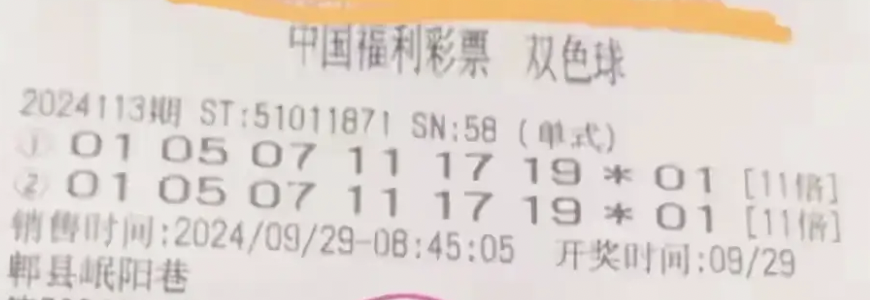 中国福利彩票 双色球
2024113期 ST:51011871 SN:58 (单式)
① 01 05 07 11 17 19 * 01 [11倍]
② 01 05 07 11 17 19 * 01 [11倍]
销售时间:2024/09/29-08:45:05 开奖时间:09/29
郫县岷阳巷